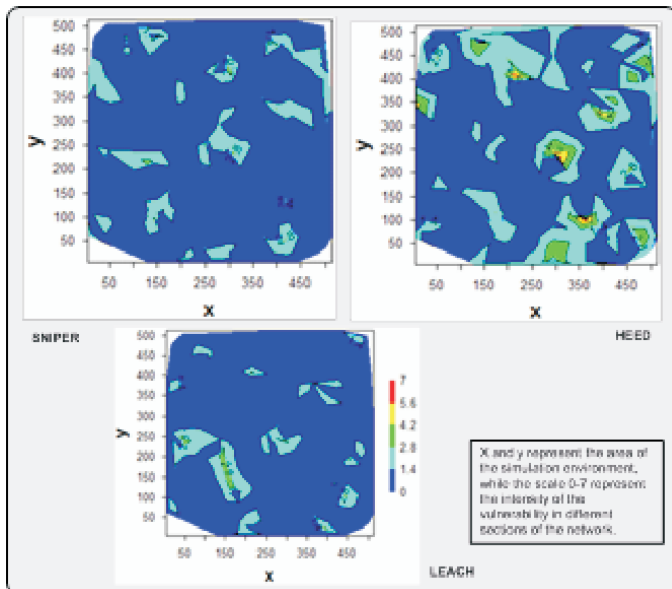 500
450
400
350
300
250
200
150
100
50
y
50 150 250 350 450
x
500
450
400
350
300
250
200
150
100
50
y
50 150 250 350 450
x
SNIPER
HEED
500
450
400
350
300
250
200
150
100
50
y
50 150 250 350 450
x
7
5.6
4.2
2.8
1.4
0
X and y represent the area of
the simulation environment,
while the scale 0-7 represent
the intensity of the
vulnerability in different
sections of the network.
LEACH